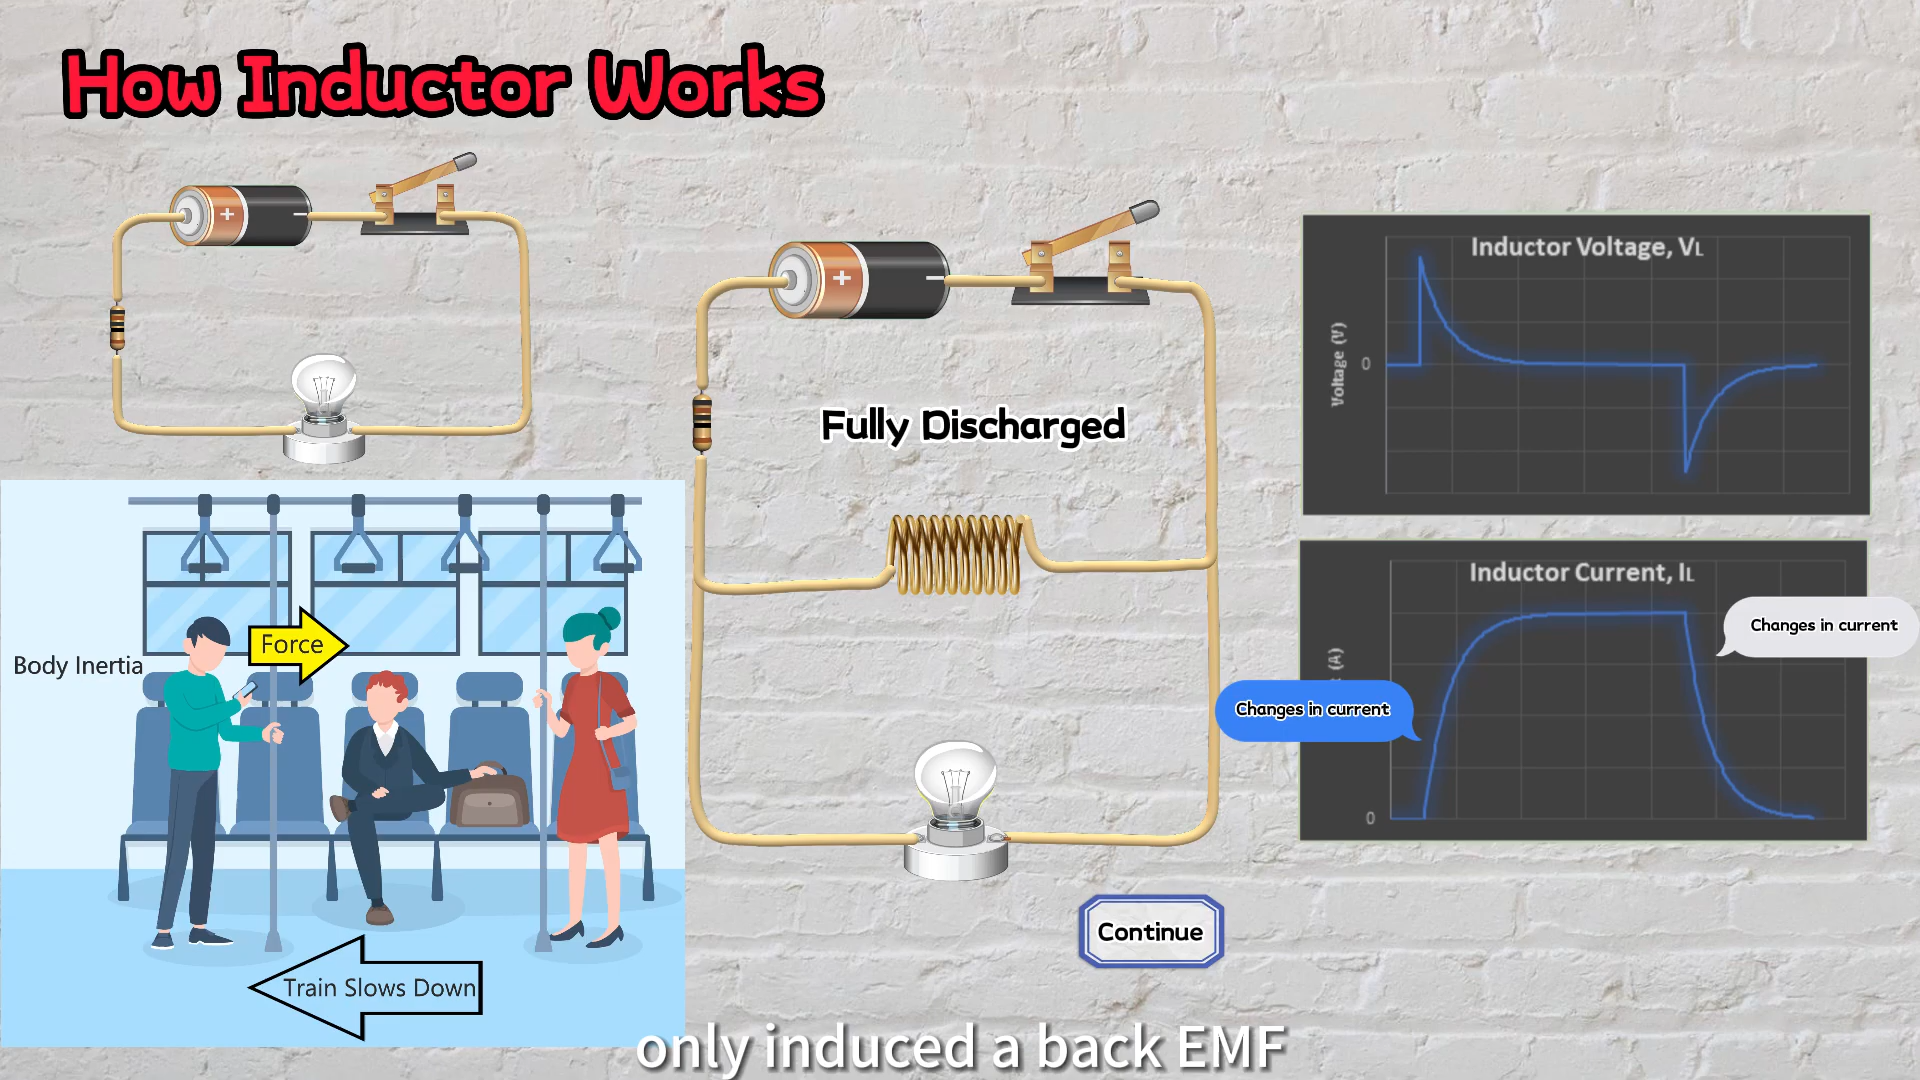 How Inductor Works
+ −
+ −
Fully Discharged
Inductor Voltage, VL
Voltage (V)
0
Inductor Current, IL
(A)
0
Changes in current
Changes in current
Body Inertia
Force
Train Slows Down
Continue
only induced a back EMF